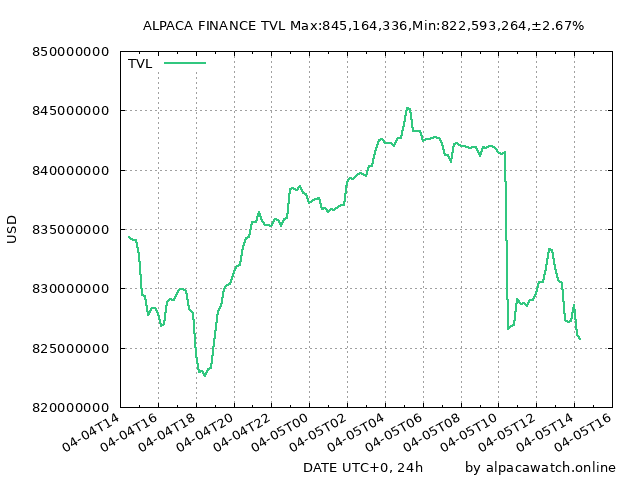 ALPACA FINANCE TVL Max:845,164,336,Min:822,593,264,±2.67%
850000000
TVL
845000000
840000000
835000000
USD
830000000
825000000
820000000
04-04T14
04-04T16
04-04T18
04-04T20
04-04T22
04-05T00
04-05T02
04-05T04
04-05T06
04-05T08
04-05T10
04-05T12
04-05T14
04-05T16
DATE UTC+0, 24h
by alpacawatch.online